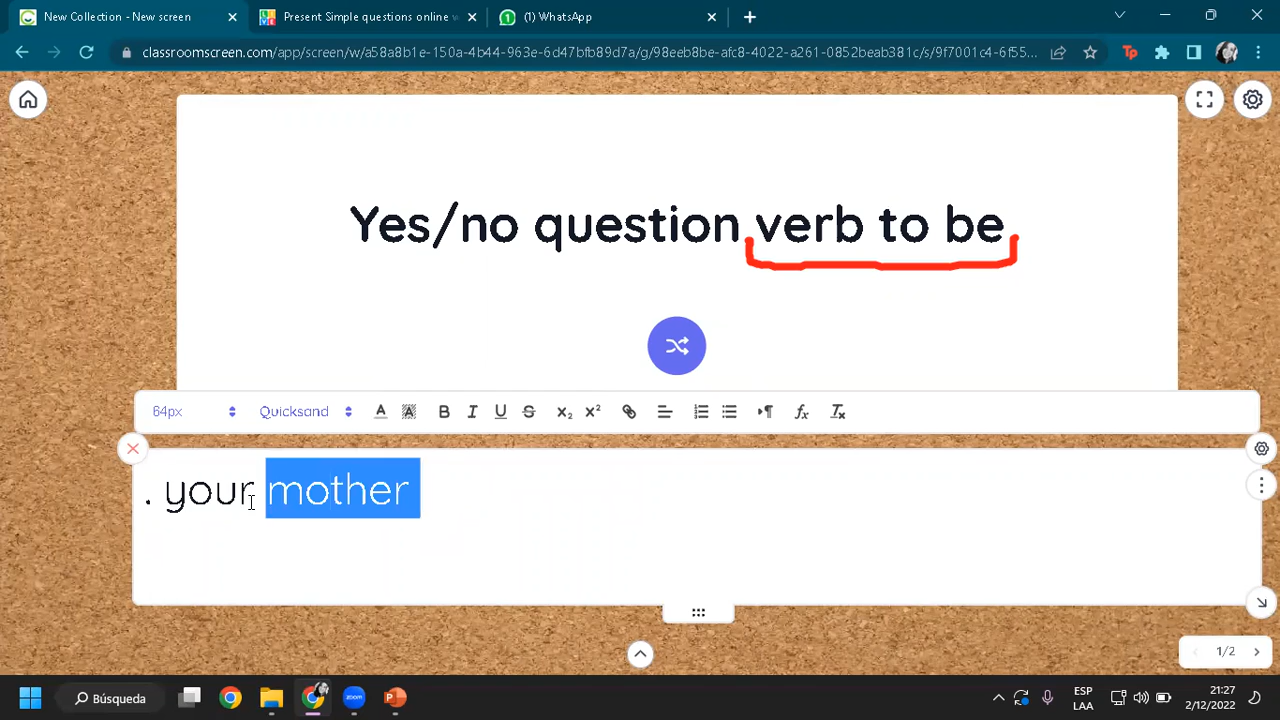 New Collection - New screen
Present Simple questions online w
(1) WhatsApp
classroomscreen.com/app/screen/w/a58a8b1e-150a-4b44-963e-6d47bfb89d7a/g/98eeb8be-afc8-4022-a261-0852beab381c/s/9f7001c4-6f55...
Yes/no question verb to be
64px
Quicksand
. your mother
1/2
Búsqueda
zoom
ESP
LAA
21:27
2/12/2022